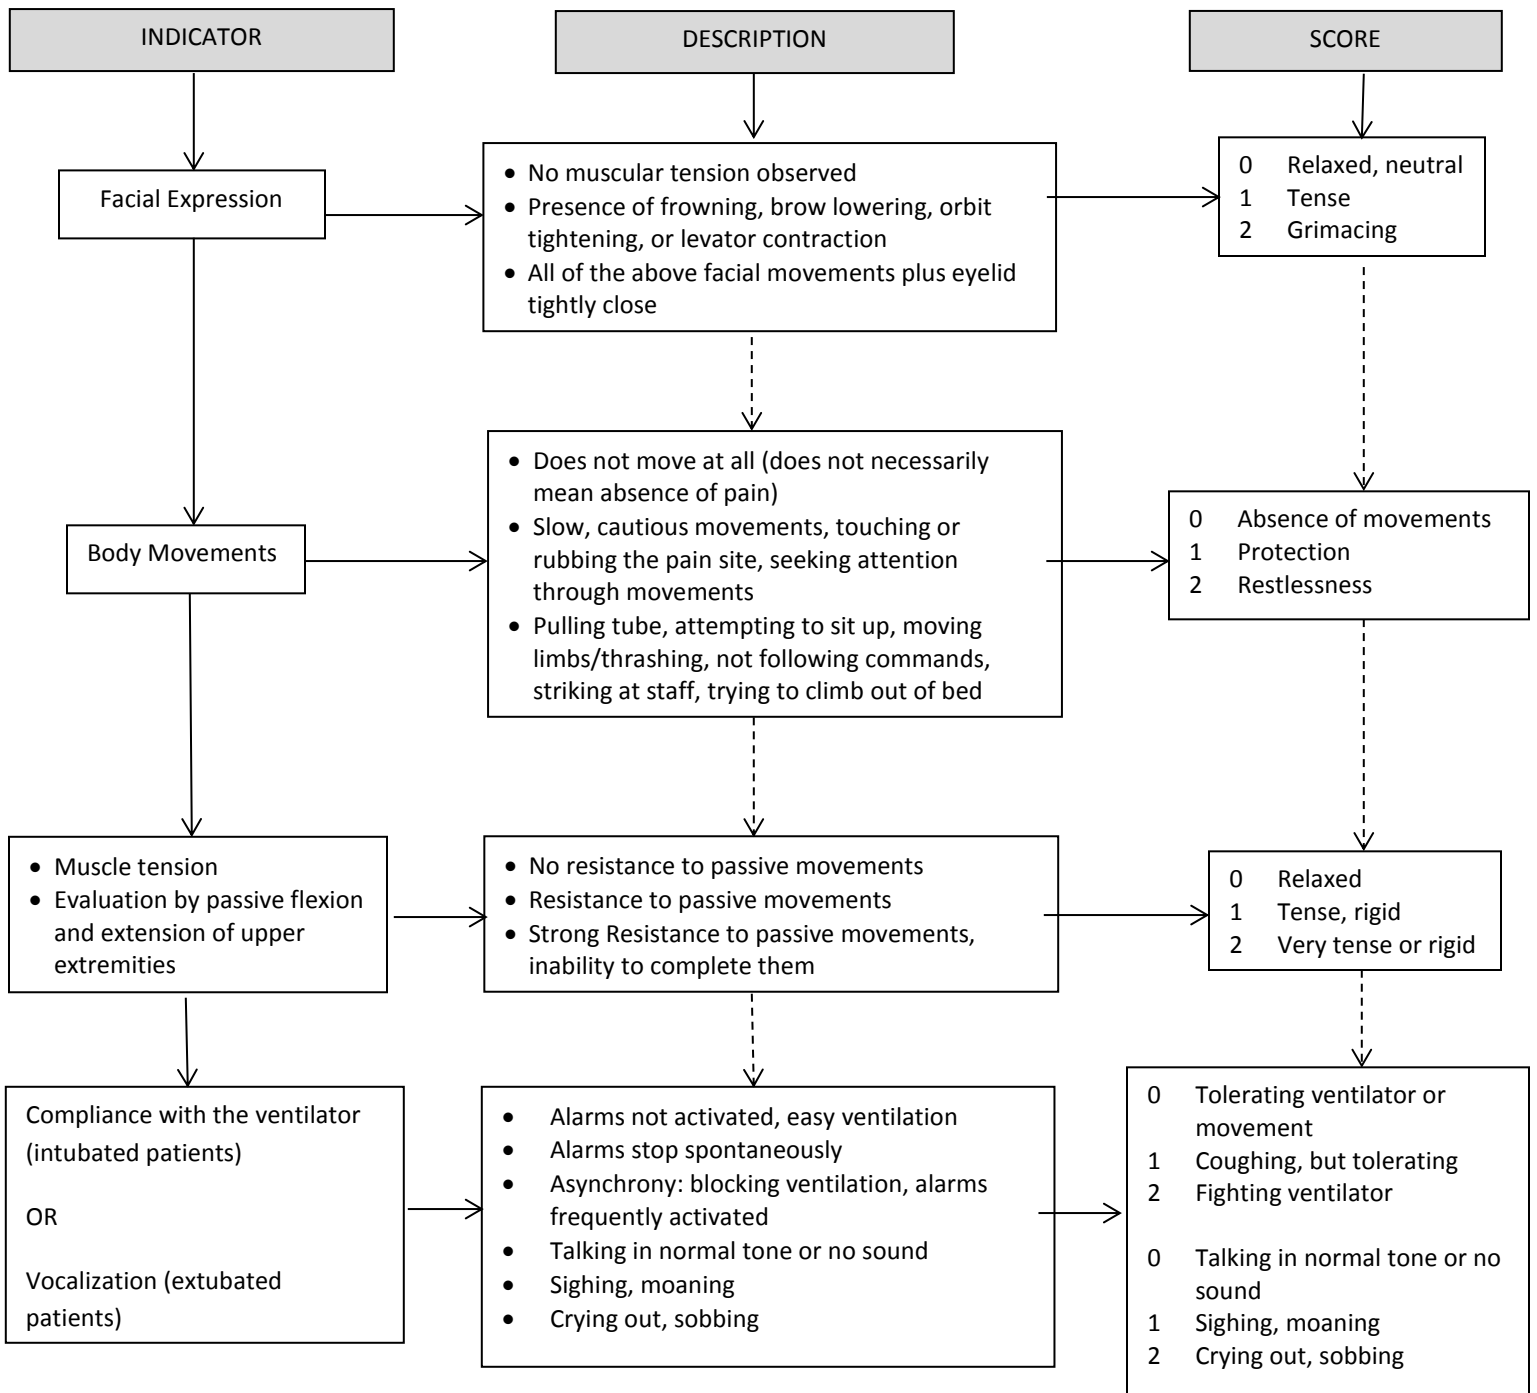 INDICATOR
DESCRIPTION
SCORE
Facial Expression
• No muscular tension observed
• Presence of frowning, brow lowering, orbit
tightening, or levator contraction
• All of the above facial movements plus eyelid
tightly close
0 Relaxed, neutral
1 Tense
2 Grimacing
Body Movements
• Does not move at all (does not necessarily
mean absence of pain)
• Slow, cautious movements, touching or
rubbing the pain site, seeking attention
through movements
• Pulling tube, attempting to sit up, moving
limbs/thrashing, not following commands,
striking at staff, trying to climb out of bed
0 Absence of movements
1 Protection
2 Restlessness
• Muscle tension
• Evaluation by passive flexion
and extension of upper
extremities
• No resistance to passive movements
• Resistance to passive movements
• Strong Resistance to passive movements,
inability to complete them
0 Relaxed
1 Tense, rigid
2 Very tense or rigid
Compliance with the ventilator
(intubated patients)
OR
Vocalization (extubated
patients)
• Alarms not activated, easy ventilation
• Alarms stop spontaneously
• Asynchrony: blocking ventilation, alarms
frequently activated
• Talking in normal tone or no sound
• Sighing, moaning
• Crying out, sobbing
0 Tolerating ventilator or
movement
1 Coughing, but tolerating
2 Fighting ventilator
0 Talking in normal tone or no
sound
1 Sighing, moaning
2 Crying out, sobbing